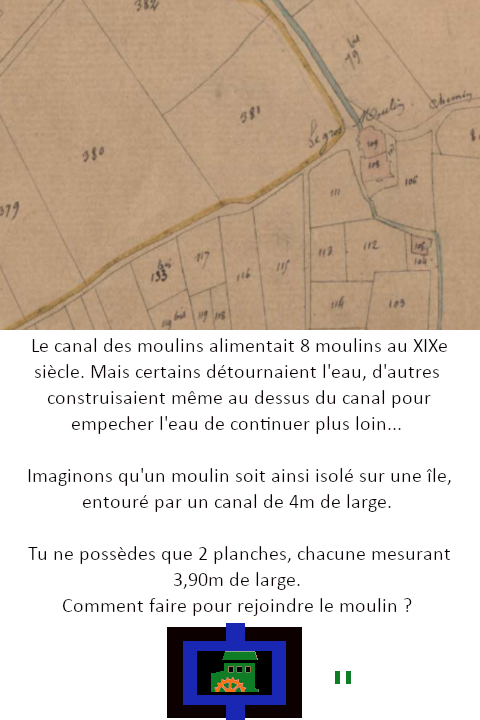 382
bis
79
381
Le gros Moulin
Chemin
380
109
108
106
379
111
117
113
112
105
104
bis
133
116
115
114
103
119
118
Le canal des moulins alimentait 8 moulins au XIXe
siècle. Mais certains détournaient l'eau, d'autres
construisaient même au dessus du canal pour
empecher l'eau de continuer plus loin...
Imaginons qu'un moulin soit ainsi isolé sur une île,
entouré par un canal de 4m de large.
Tu ne possèdes que 2 planches, chacune mesurant
3,90m de large.
Comment faire pour rejoindre le moulin ?